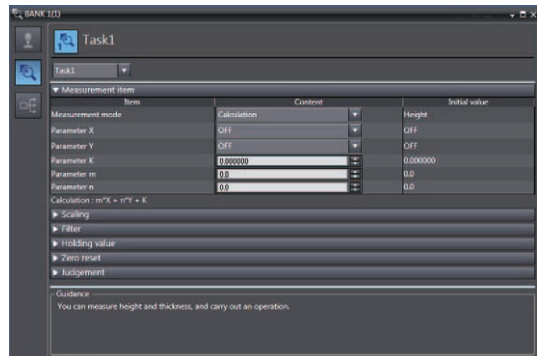 BANK 1(1)
Task1
1
Task1
▼ Measurement item
Item Content Initial value
Measurement mode Calculation Height
Parameter X OFF OFF
Parameter Y OFF OFF
Parameter K 0.000000 0.000000
Parameter m 0.0 0.0
Parameter n 0.0 0.0
Calculation : m*X + n*Y + K
▶ Scaling
▶ Filter
▶ Holding value
▶ Zero reset
▶ Judgement
Guidance
You can measure height and thickness, and carry out an operation.